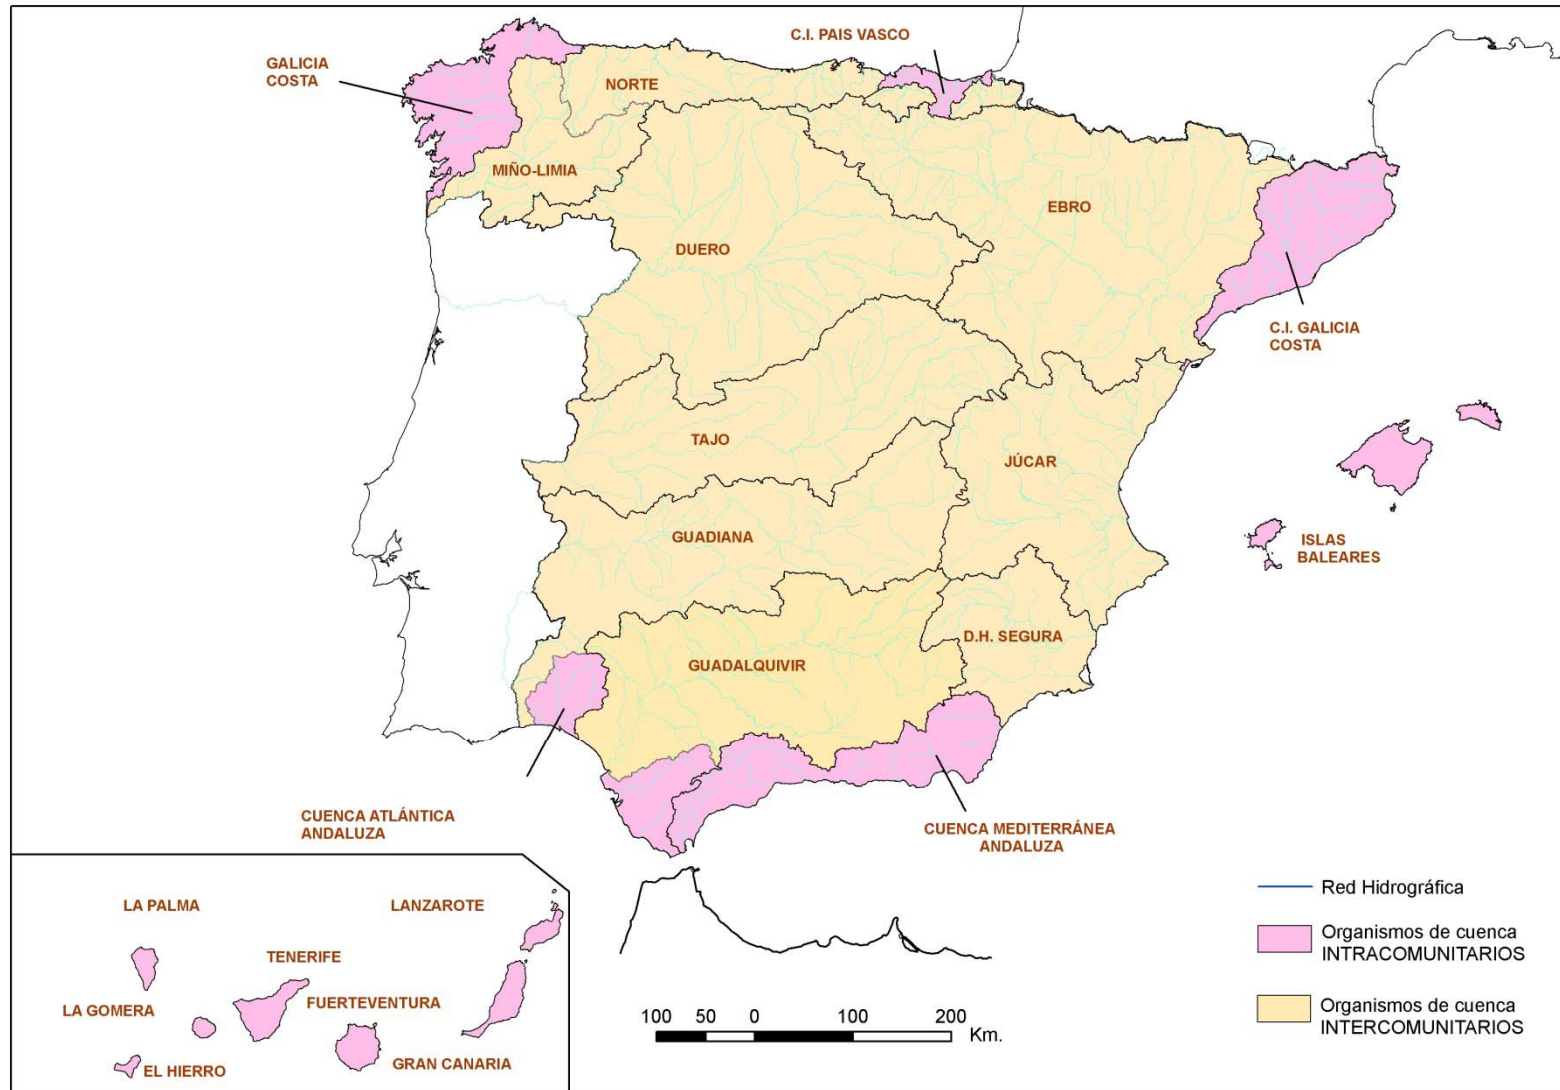 C.I. PAIS VASCO
GALICIA
COSTA
NORTE
MIÑO-LIMIA
EBRO
DUERO
C.I. GALICIA
COSTA
TAJO
JÚCAR
GUADIANA
ISLAS
BALEARES
D.H. SEGURA
GUADALQUIVIR
CUENCA ATLÁNTICA
ANDALUZA
CUENCA MEDITERRÁNEA
ANDALUZA
LA PALMA
LANZAROTE
TENERIFE
FUERTEVENTURA
LA GOMERA
GRAN CANARIA
EL HIERRO
Red Hidrográfica
Organismos de cuenca
INTRACOMUNITARIOS
Organismos de cuenca
INTERCOMUNITARIOS
100 50 0 100 200
Km.